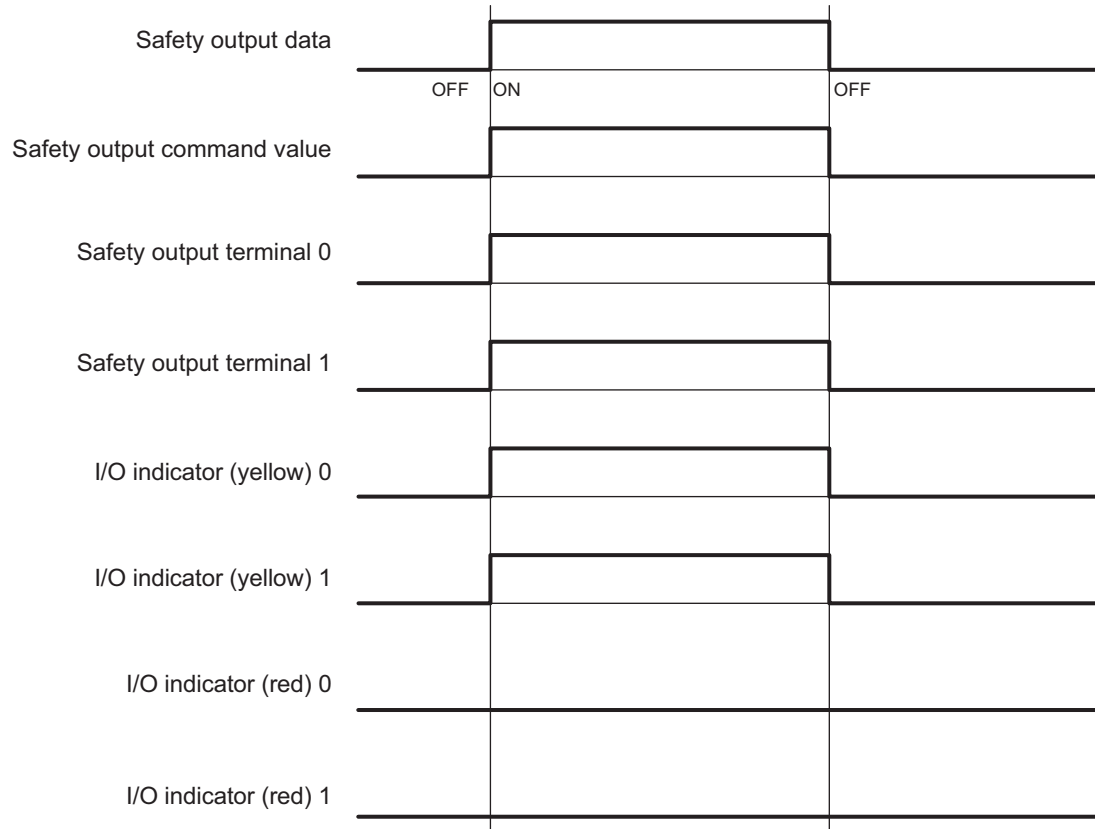 Safety output data
OFF ON OFF
Safety output command value
Safety output terminal 0
Safety output terminal 1
I/O indicator (yellow) 0
I/O indicator (yellow) 1
I/O indicator (red) 0
I/O indicator (red) 1